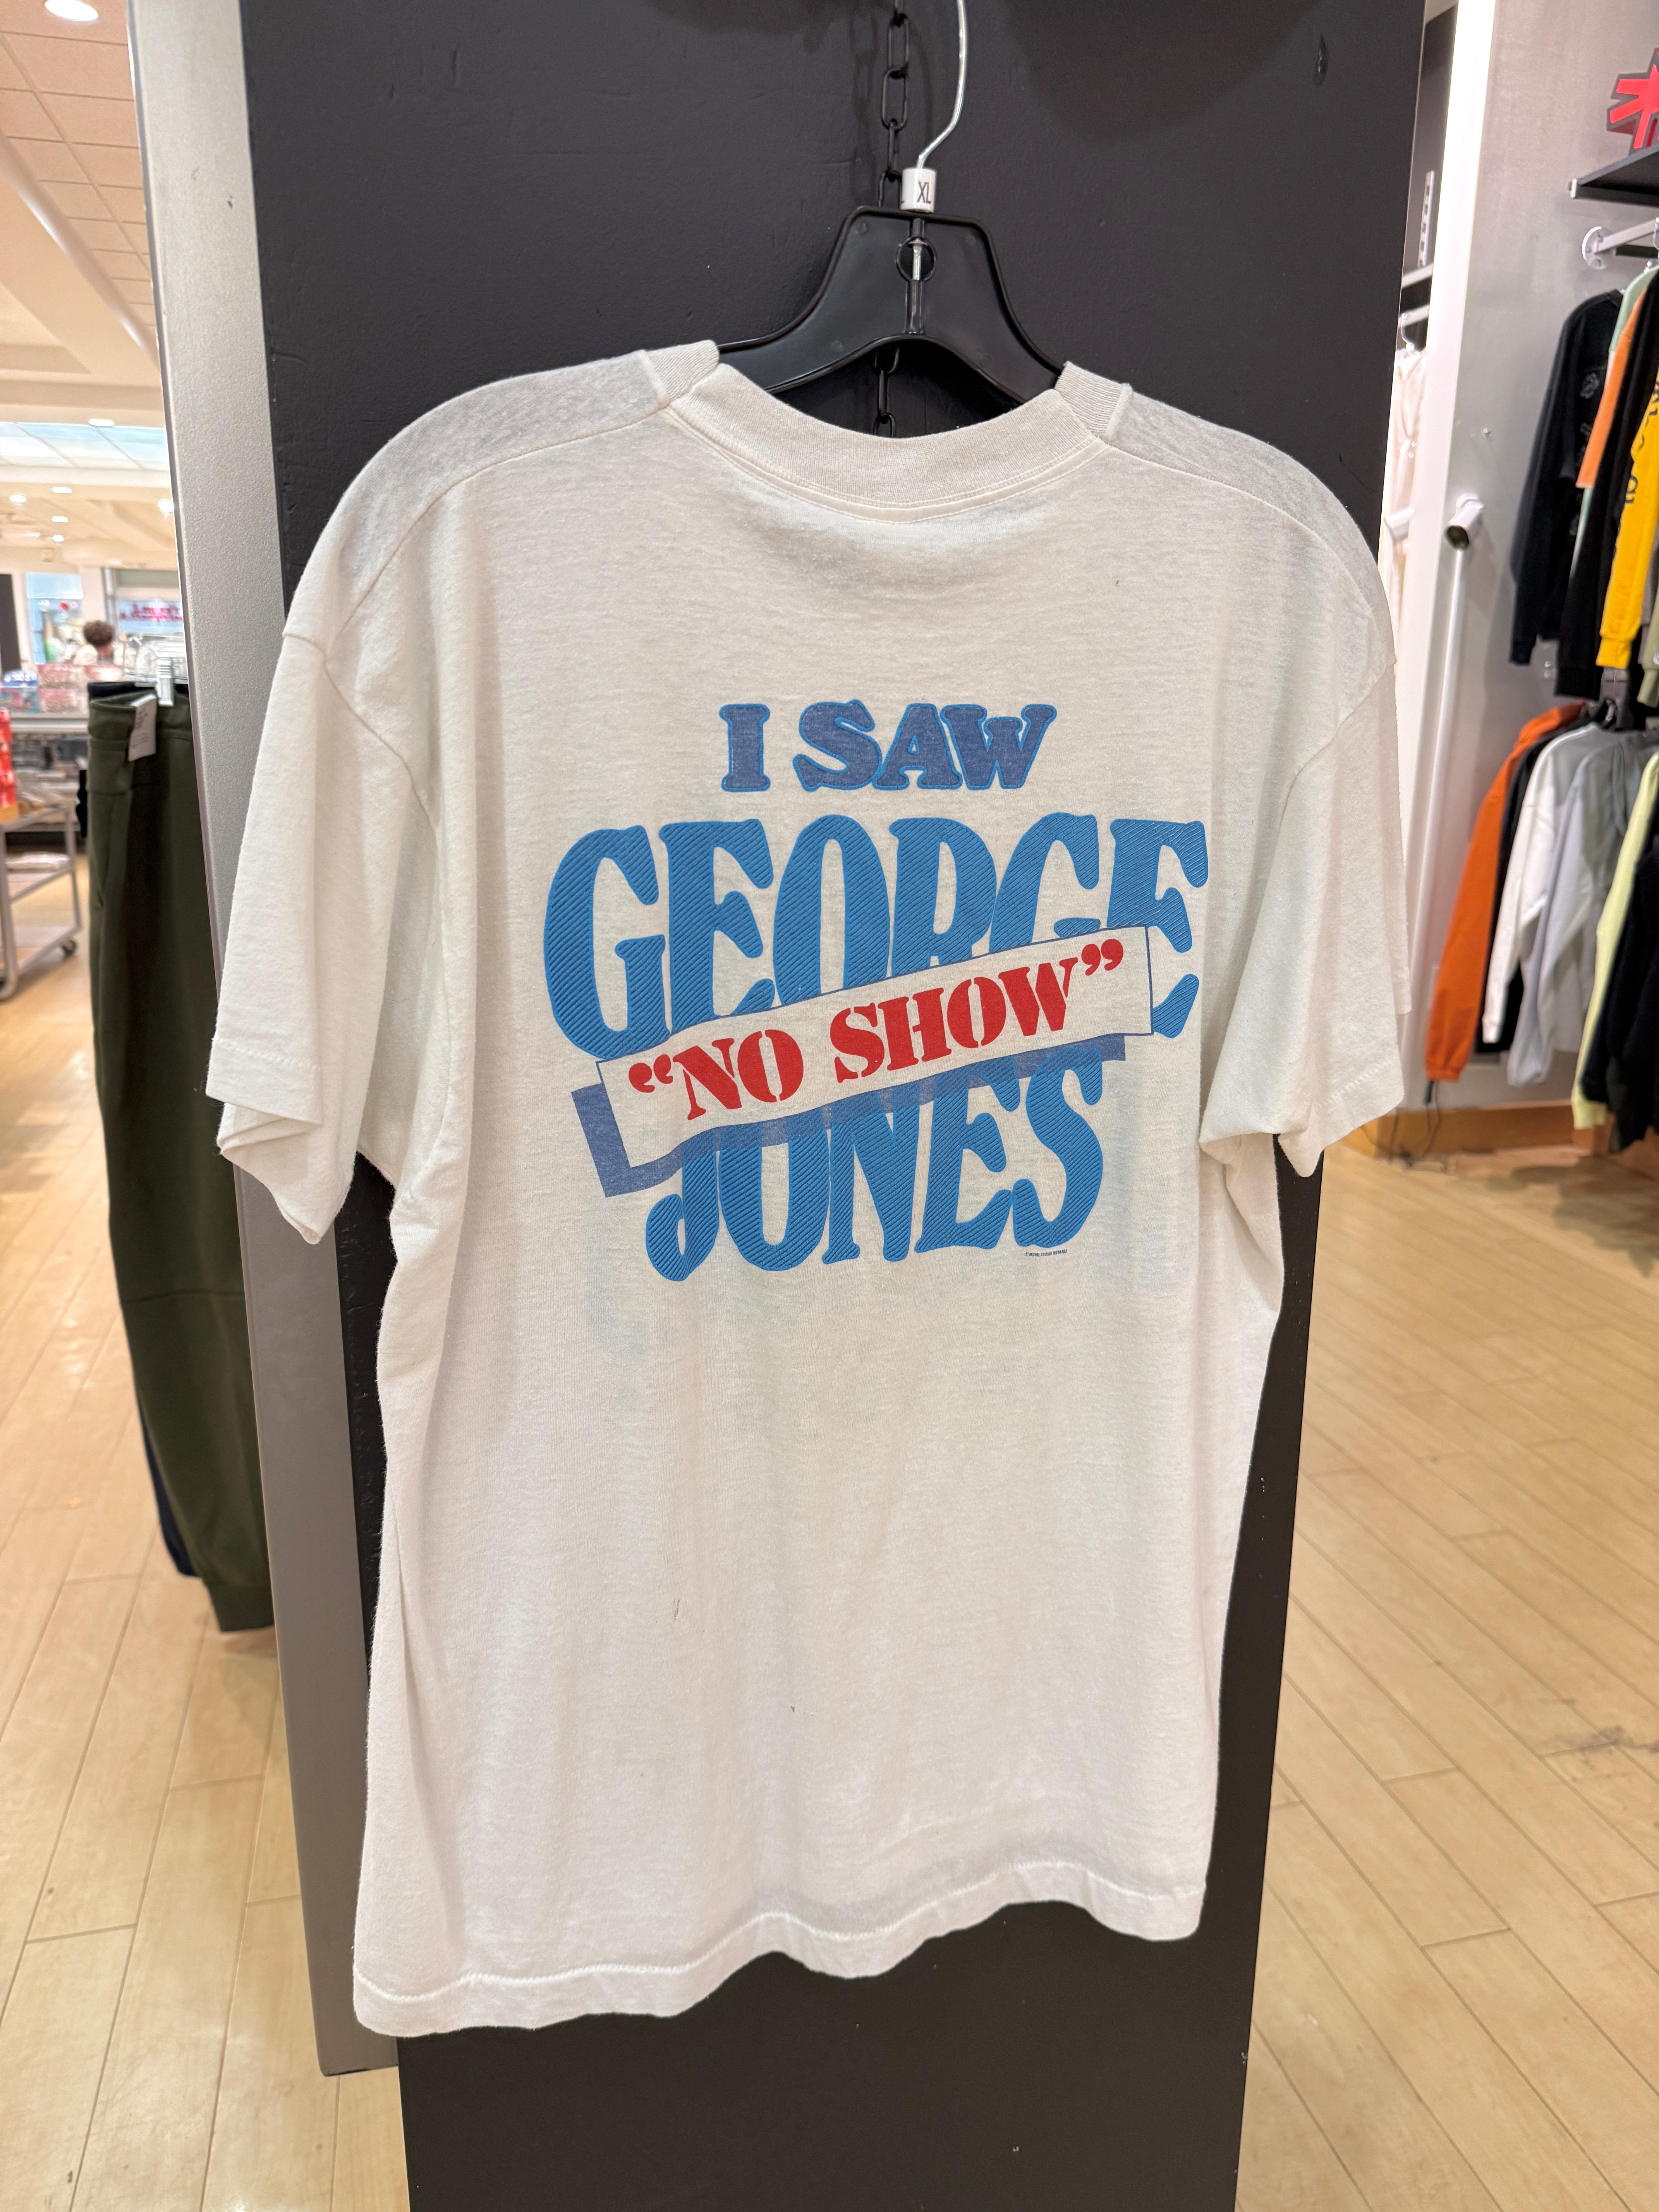 XL
I SAW
GEORGE
“NO SHOW”
JONES